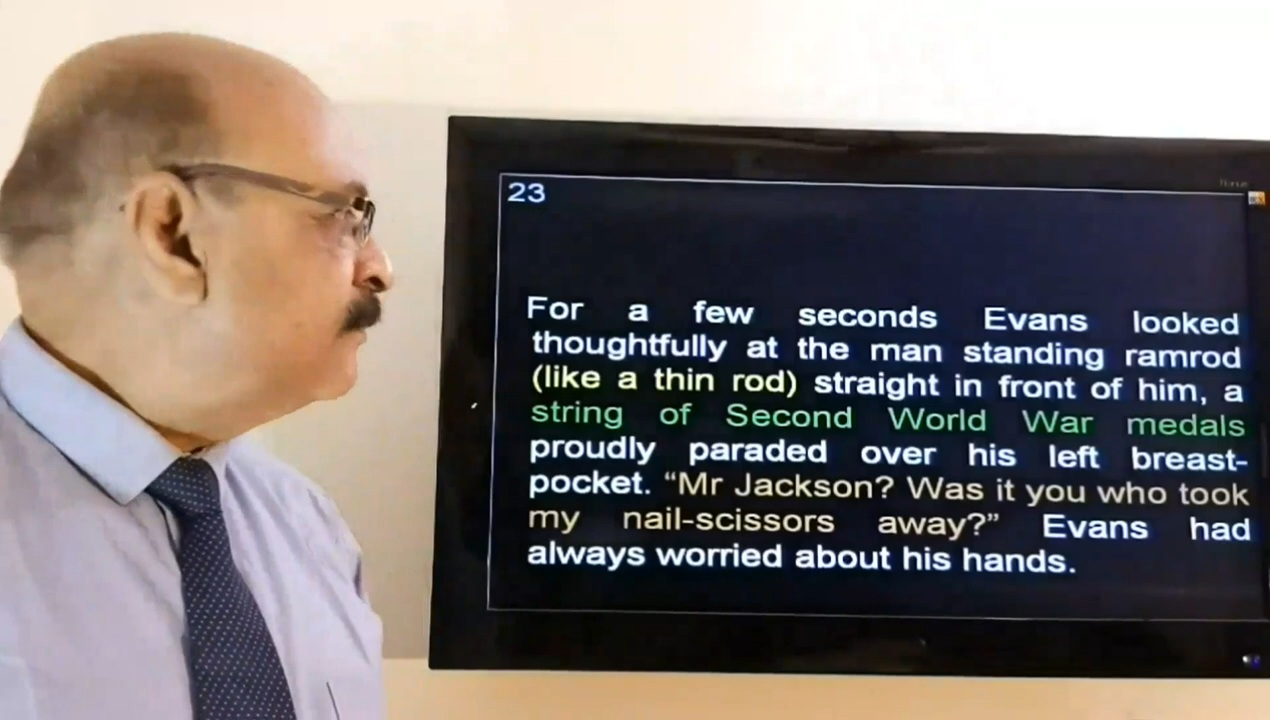 23
For a few seconds Evans looked
thoughtfully at the man standing ramrod
(like a thin rod) straight in front of him, a
string of Second World War medals
proudly paraded over his left breast-
pocket. “Mr Jackson? Was it you who took
my nail-scissors away?” Evans had
always worried about his hands.